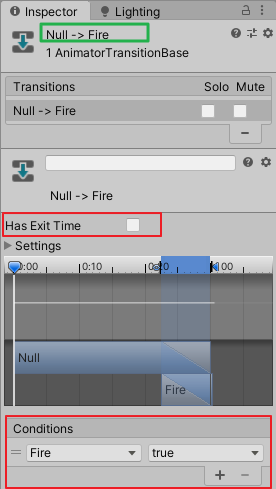 Inspector
Lighting
Null -> Fire
1 AnimatorTransitionBase
Transitions Solo Mute
Null -> Fire
Null -> Fire
Has Exit Time
Settings
0:00 0:10 0:20 :00
Null
Fire
Conditions
Fire true